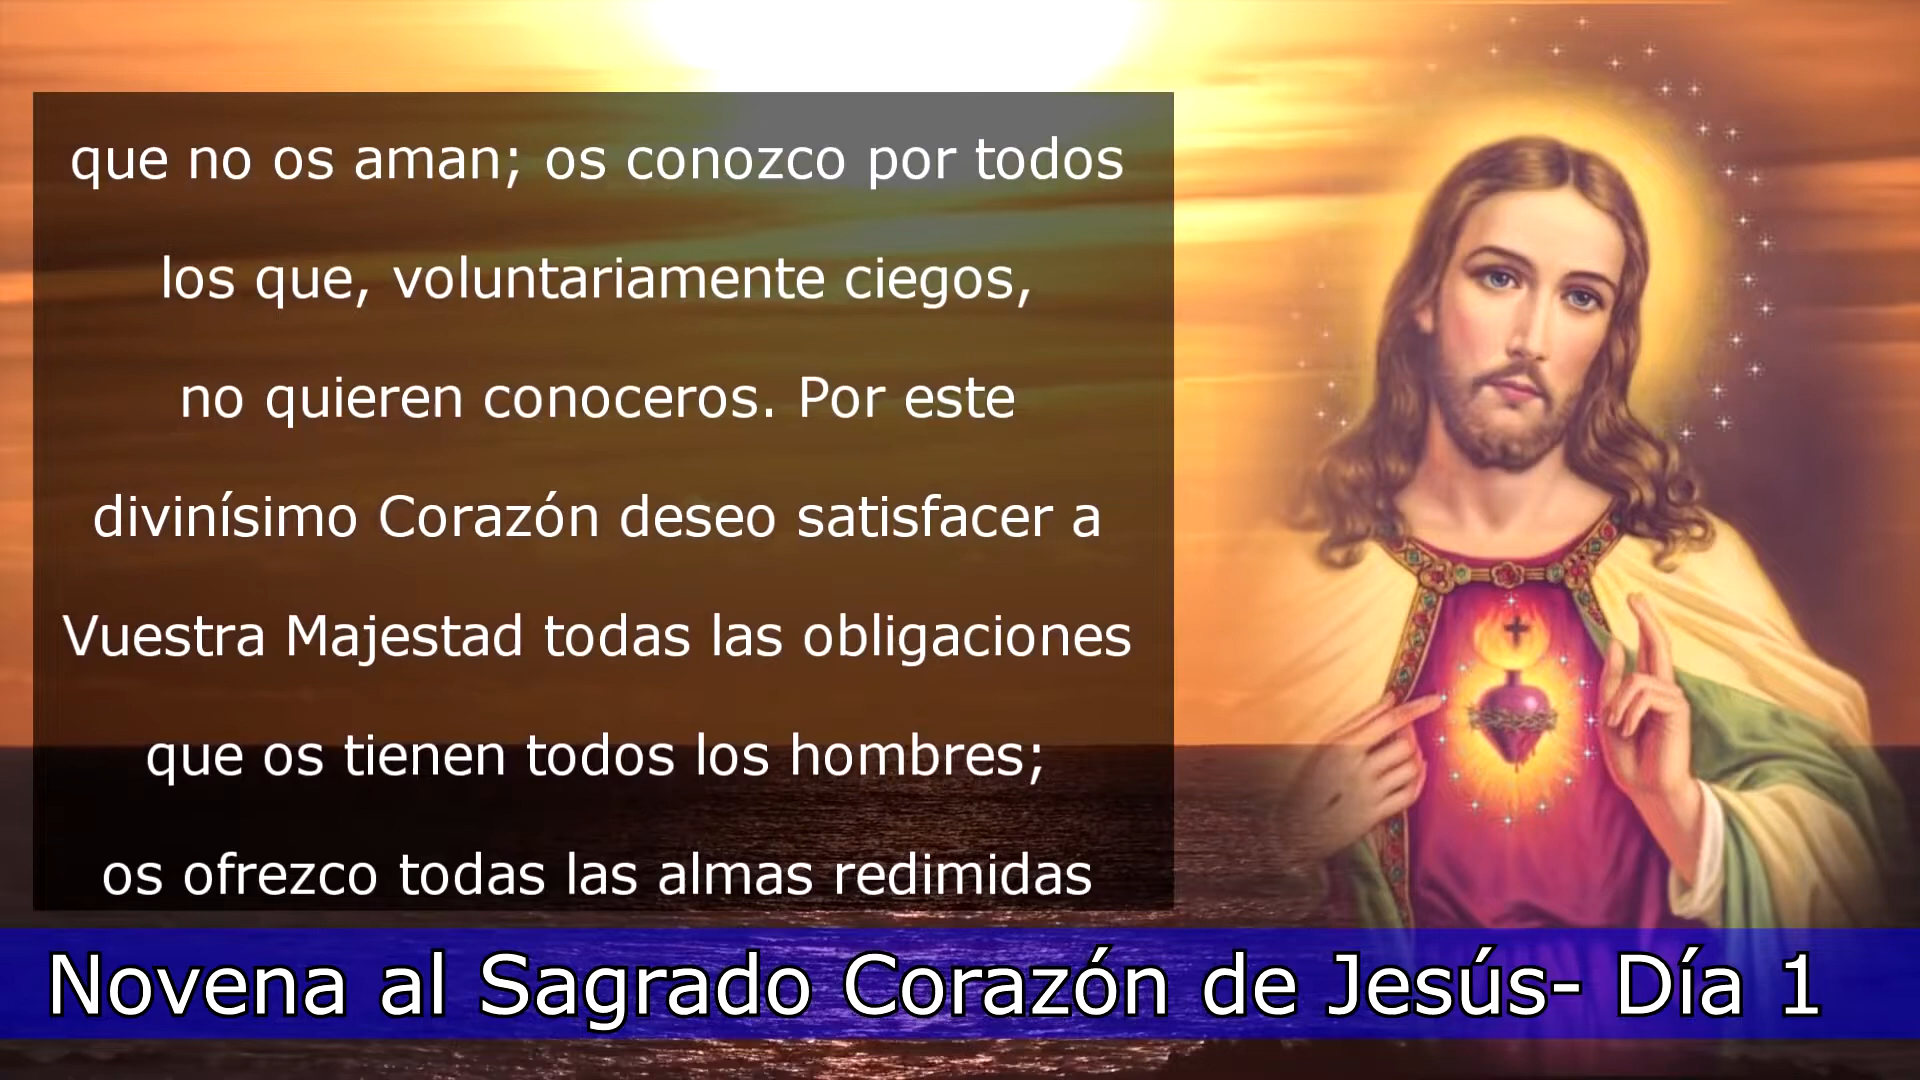 que no os aman; os conozco por todos
los que, voluntariamente ciegos,
no quieren conoceros. Por este
divinísimo Corazón deseo satisfacer a
Vuestra Majestad todas las obligaciones
que os tienen todos los hombres;
os ofrezco todas las almas redimidas
Novena al Sagrado Corazón de Jesús- Día 1